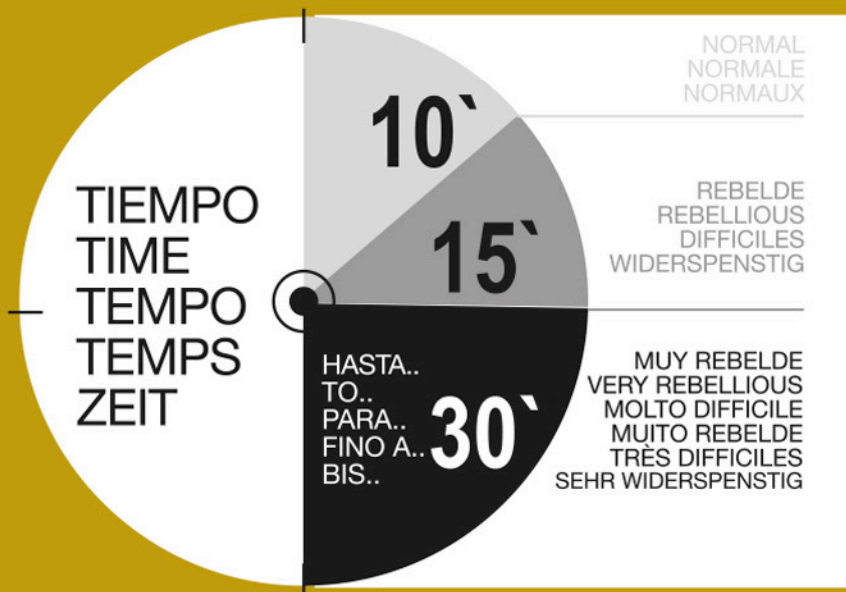 TIEMPO
TIME
TEMPO
TEMPS
ZEIT
10`
NORMAL
NORMALE
NORMAUX
15`
REBELDE
REBELLIOUS
DIFFICILES
WIDERSPENSTIG
HASTA..
TO..
PARA..
FINO A..
BIS..
30`
MUY REBELDE
VERY REBELLIOUS
MOLTO DIFFICILE
MUITO REBELDE
TRÈS DIFFICILES
SEHR WIDERSPENSTIG